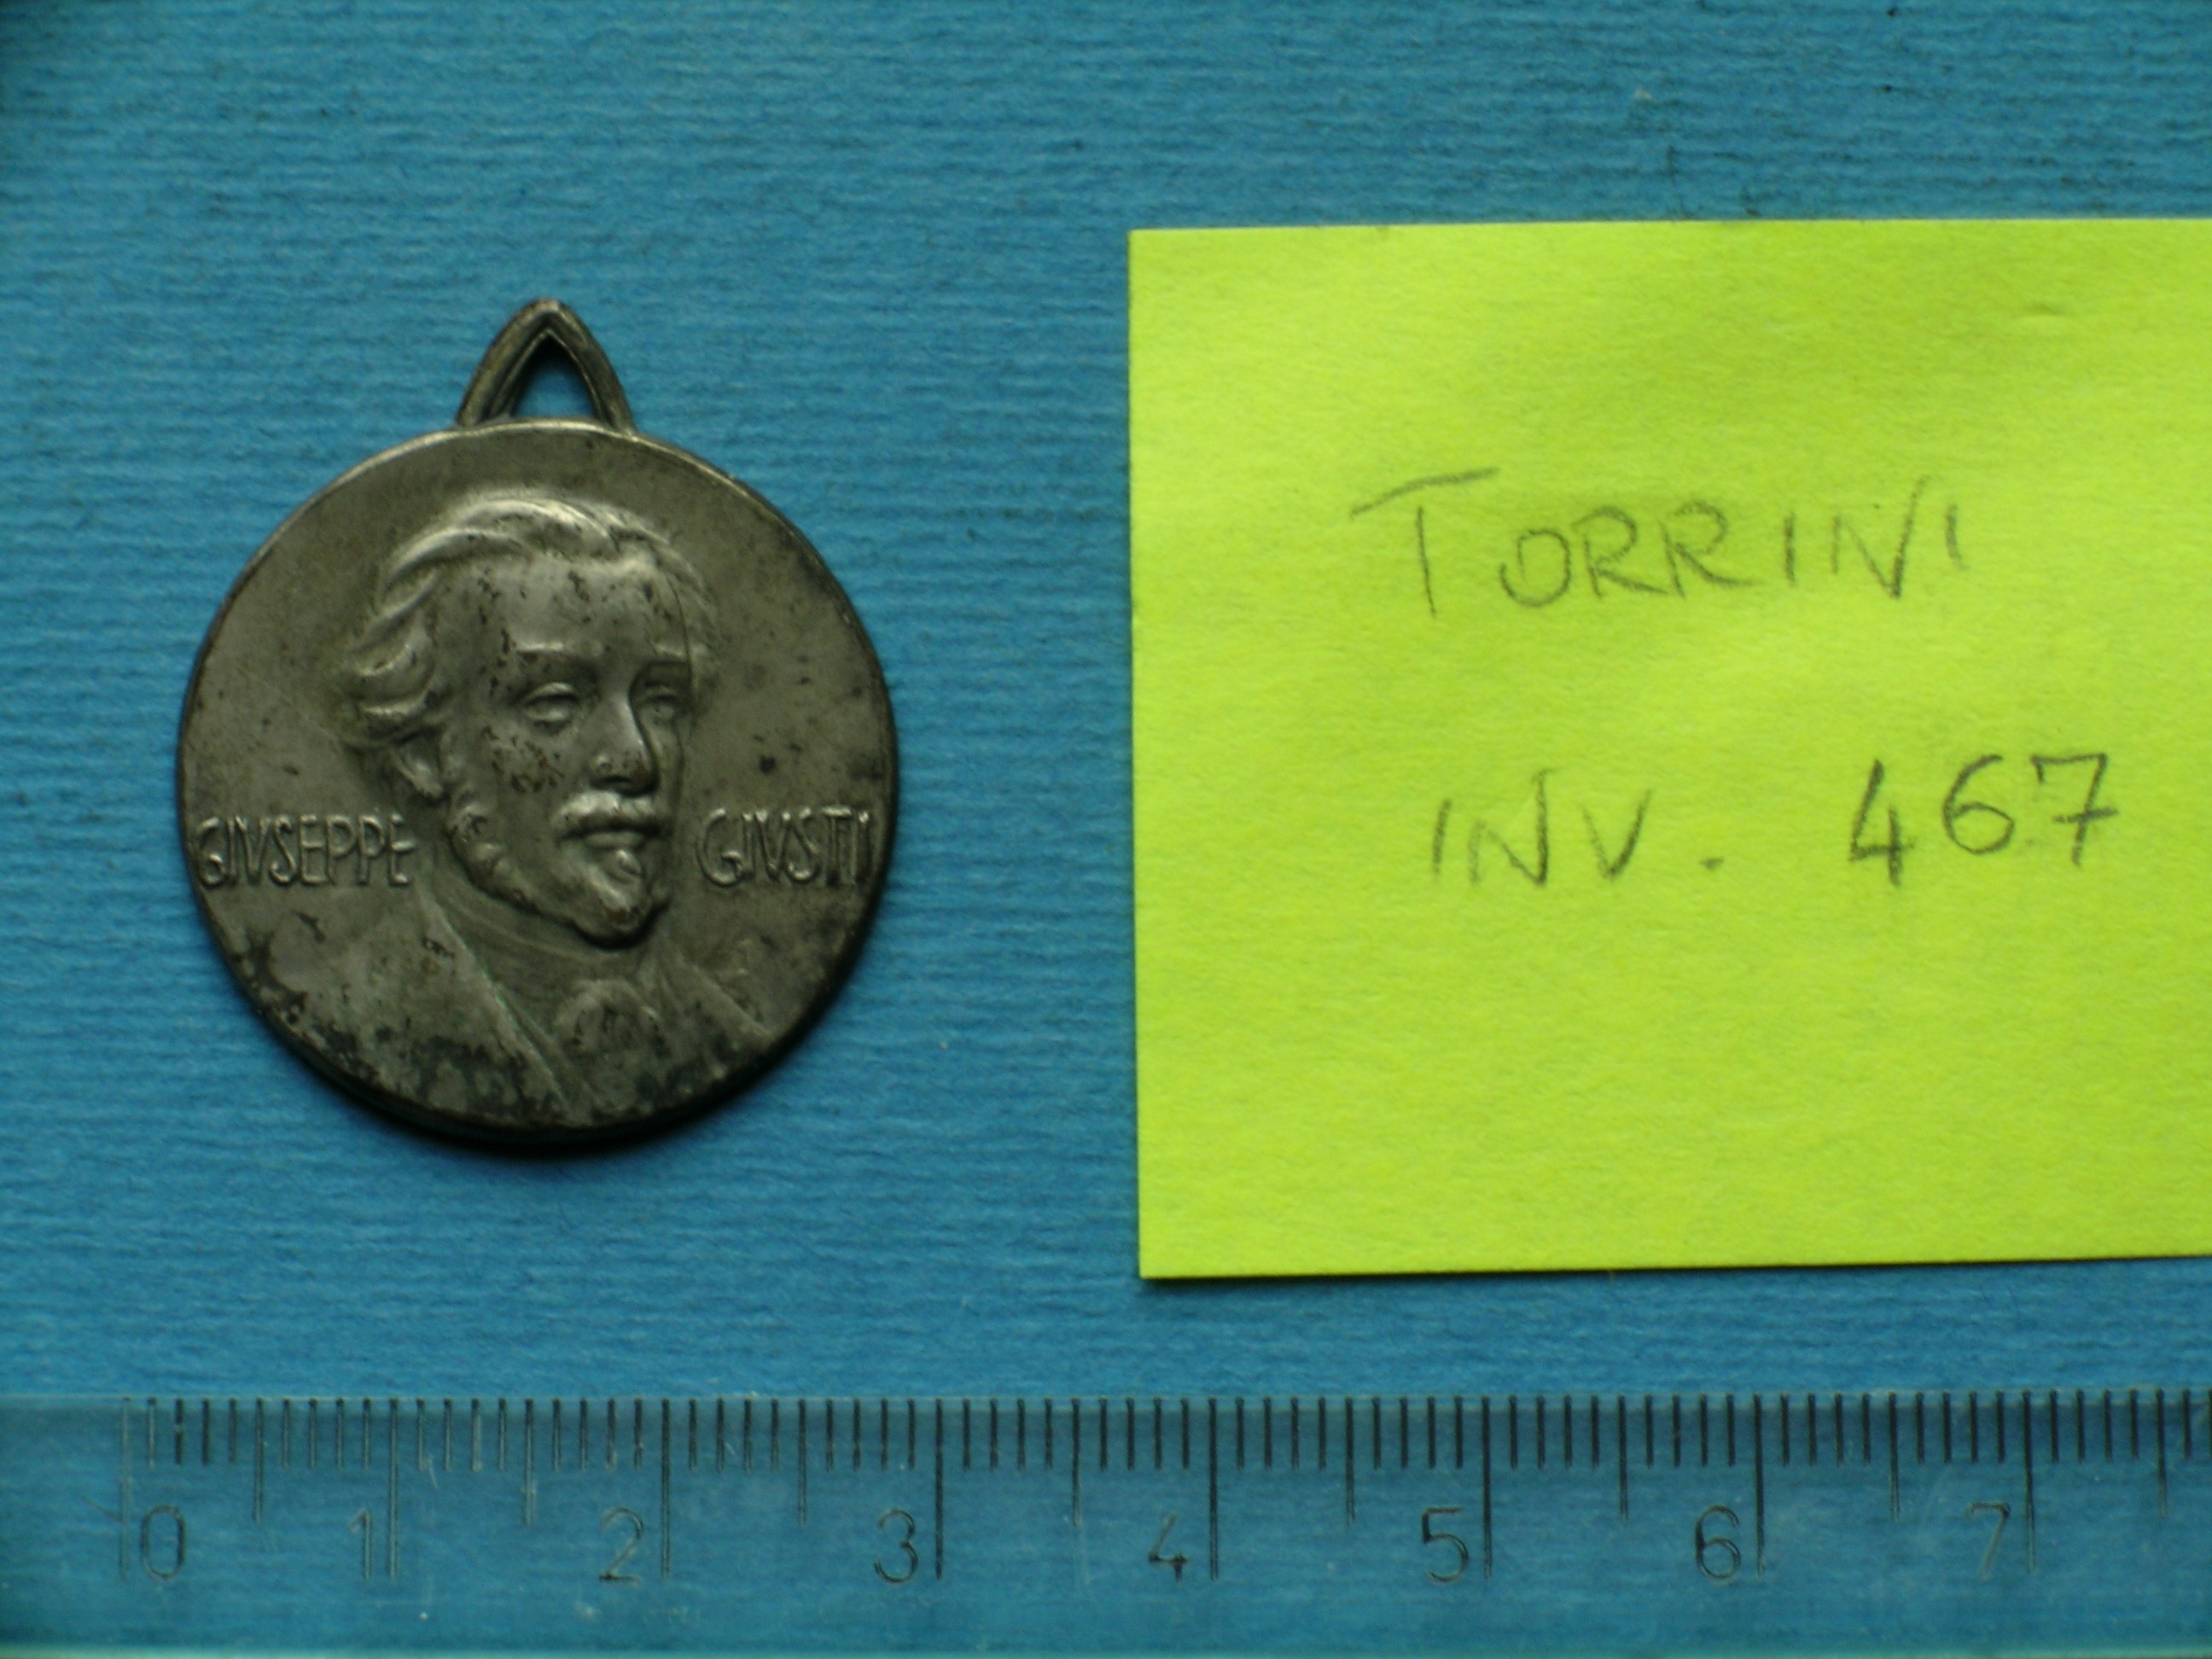 GIVSEPPE GIVSTI
TORRINI
INV. 467
0 1 2 3 4 5 6 7